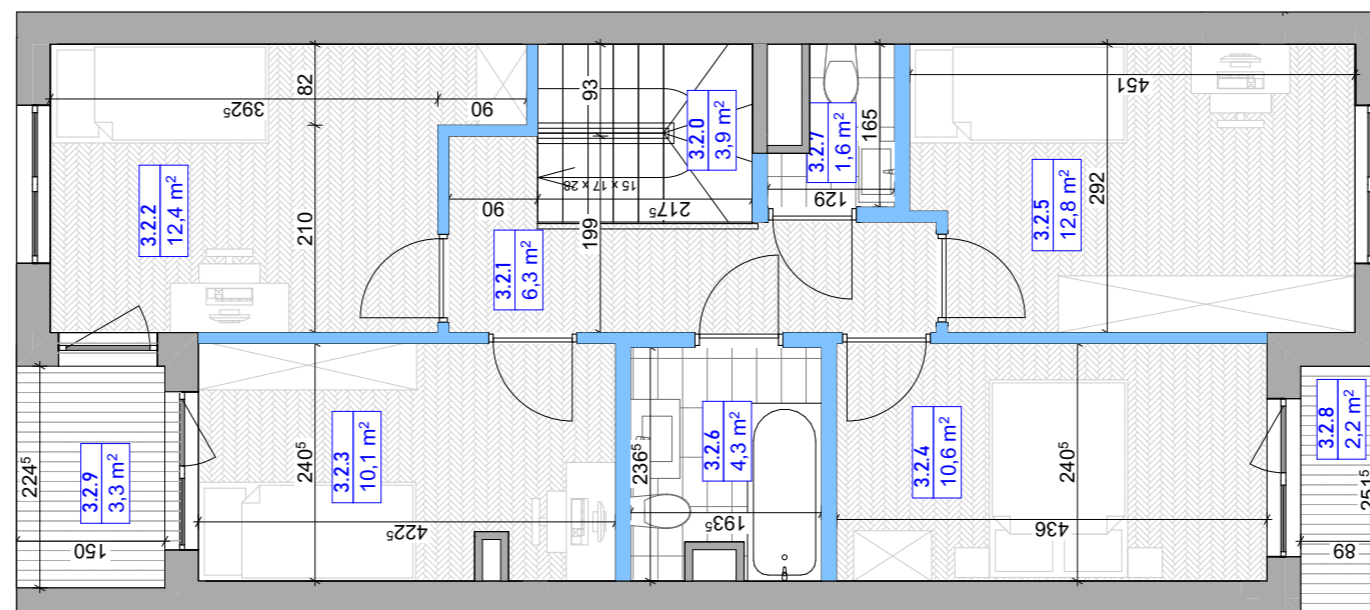 82
392⁵
90
93
3.2.0
3,9 m²
3.2.7
1,6 m²
165
451
3.2.2
12,4 m²
210
90
15 x 17 x 28
217⁵
199
129
292
3.2.5
12,8 m²
3.2.1
6,3 m²
224⁵
3.2.9
3,3 m²
150
240⁵
3.2.3
10,1 m²
422⁵
236⁵
3.2.6
4,3 m²
193⁵
3.2.4
10,6 m²
240⁵
436
3.2.8
2,2 m²
251⁵
89